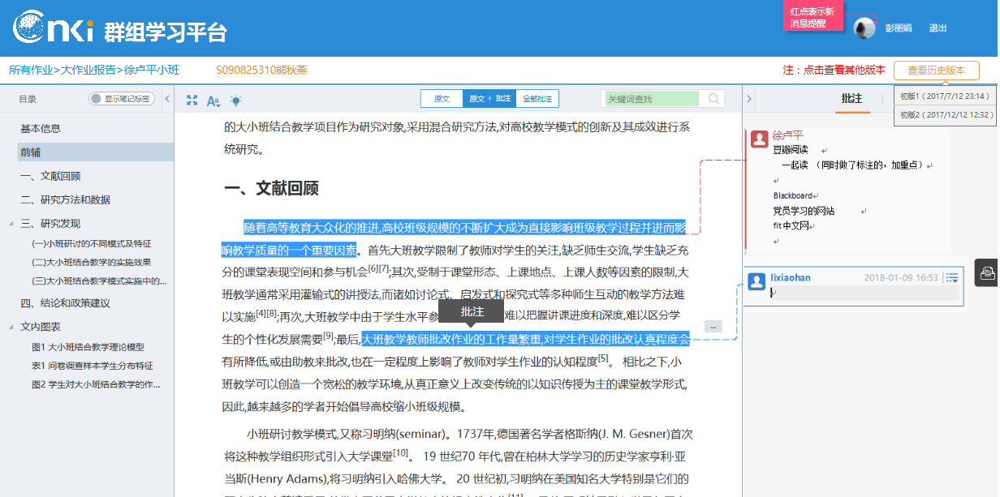 cnki 群组学习平台
红点表示新
消息提醒
彭丽娟 退出
所有作业>大作业报告>徐卢平小班 S090825310熊秋燕
注：点击查看其他版本 查看历史版本
初版1（2017/7/12 23:14）
初版2（2017/12/12 12:32）
目录 显示笔记标签
基本信息
前辅
一、文献回顾
二、研究方法和数据
三、研究发现
(一)小班研讨的不同模式及特征
(二)大小班结合教学的实施效果
(三)大小班结合教学模式实施中的...
四、结论和政策建议
文内图表
图1 大小班结合教学理论模型
表1 问卷调查样本学生分布特征
图2 学生对大小班结合教学的作...
Aa
原文 原文 + 批注 全部批注
关键词查找
的大小班结合教学项目作为研究对象,采用混合研究方法,对高校教学模式的创新及其成效进行系
统研究。
一、文献回顾
随着高等教育大众化的推进,高校班级规模的不断扩大成为直接影响班级教学过程并进而影
响教学质量的一个重要因素。首先大班教学限制了教师对学生的关注,缺乏师生交流,学生缺乏充
分的课堂表现空间和参与机会[6][7];其次,受制于课堂形态、上课地点、上课人数等因素的限制,大
班教学通常采用灌输式的讲授法,而诸如讨论式、启发式和探究式等多种师生互动的教学方法难
以实施[4][8];再次,大班教学中由于学生水平参 难以把握讲课进度和深度,难以区分学
批注
生的个性化发展需要[9];最后,大班教学教师批改作业的工作量繁重,对学生作业的批改认真程度会
有所降低,或由助教来批改,也在一定程度上影响了教师对学生作业的认知程度[5]。 相比之下,小
班教学可以创造一个宽松的教学环境,从真正意义上改变传统的以知识传授为主的课堂教学形式,
因此,越来越多的学者开始倡导高校缩小班级规模。
小班研讨教学模式,又称习明纳(seminar)。1737年,德国著名学者格斯纳(J. M. Gesner)首次
将这种教学组织形式引入大学课堂[10]。 19 世纪70 年代,曾在柏林大学学习的历史学家亨利·亚
当斯(Henry Adams),将习明纳引入哈佛大学。 20 世纪初,习明纳在美国知名大学特别是它们的
...
批注
徐卢平
豆瓣阅读
一起读 （同时做了标注的，加重点）
Blackboard
党员学习的网站
fit 中文网
lixiaohan 2018-01-09 16:53